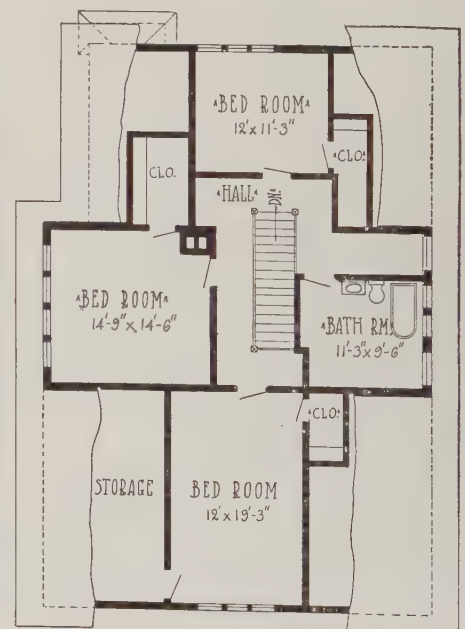 BED ROOM
12' x 11'-3"
CLO.
CLO.
HALL
DN.
BED ROOM
14'-9" x 14'-6"
BATH RM.
11'-3" x 9'-6"
CLO.
STORAGE
BED ROOM
12' x 19'-3"